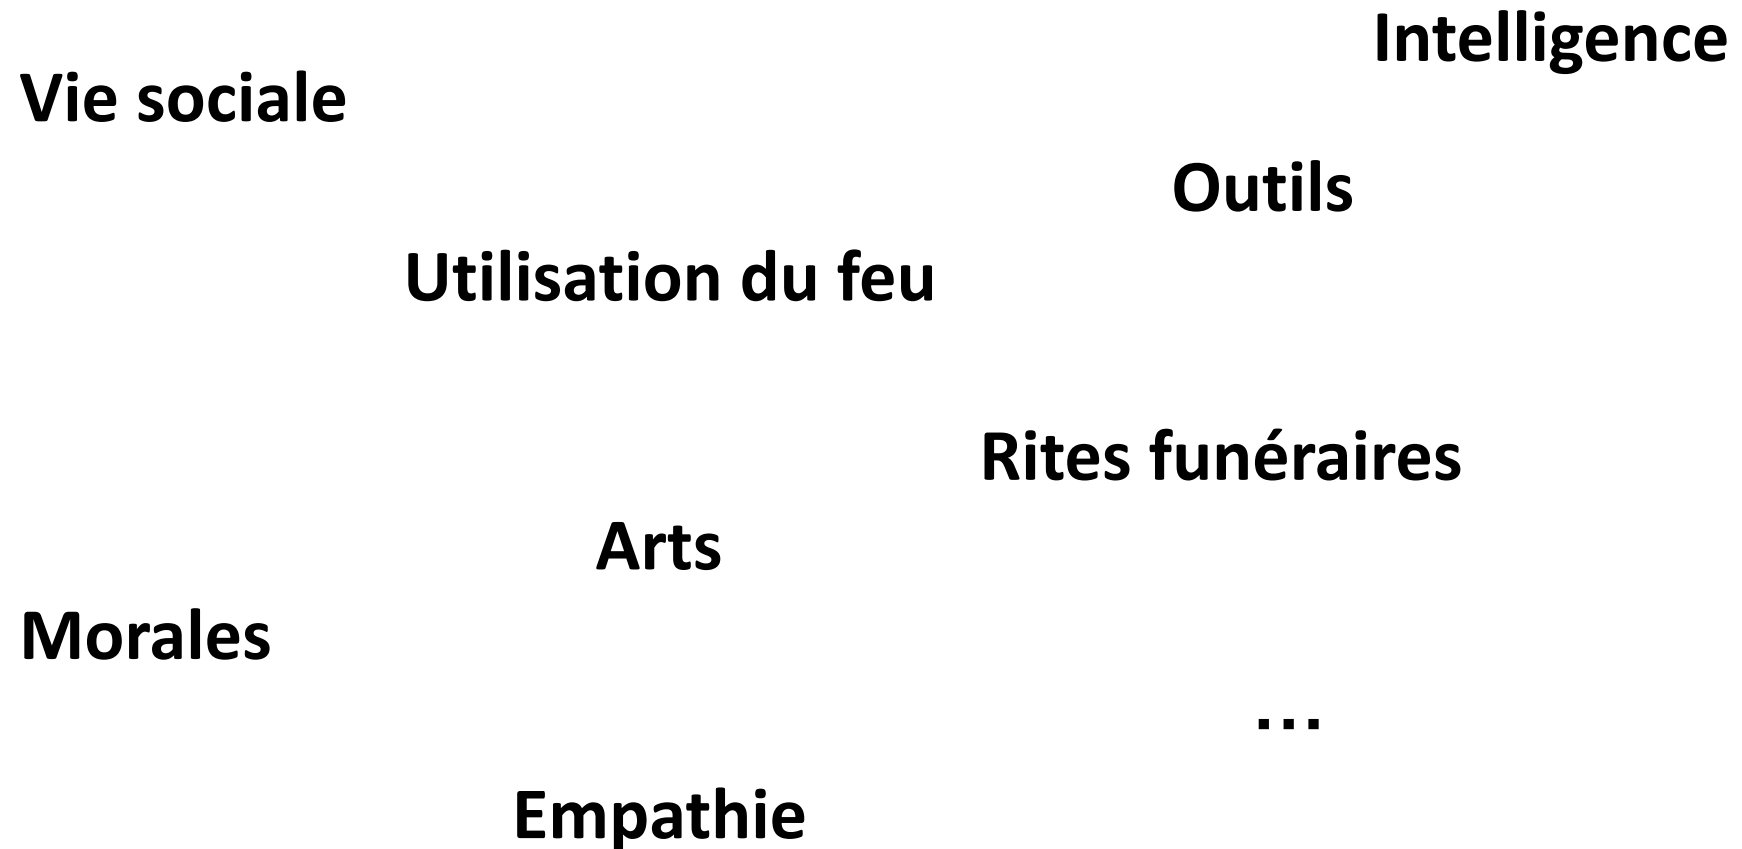 Intelligence
Vie sociale
Outils
Utilisation du feu
Rites funéraires
Arts
Morales
...
Empathie